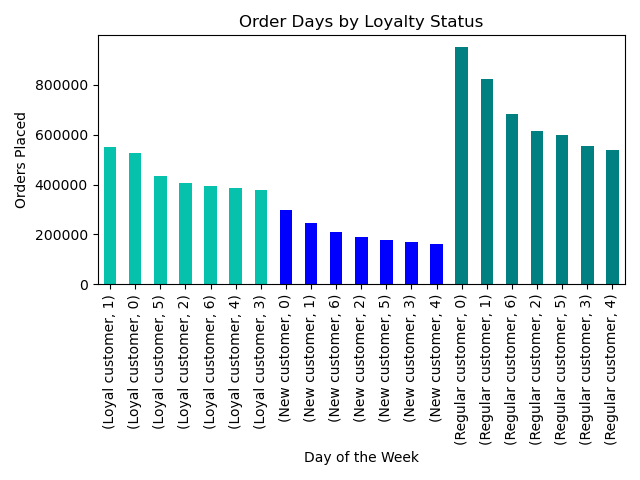 Order Days by Loyalty Status
Orders Placed
800000
600000
400000
200000
0
(Loyal customer, 1)
(Loyal customer, 0)
(Loyal customer, 5)
(Loyal customer, 2)
(Loyal customer, 6)
(Loyal customer, 4)
(Loyal customer, 3)
(New customer, 0)
(New customer, 1)
(New customer, 6)
(New customer, 2)
(New customer, 5)
(New customer, 3)
(New customer, 4)
(Regular customer, 0)
(Regular customer, 1)
(Regular customer, 6)
(Regular customer, 2)
(Regular customer, 5)
(Regular customer, 3)
(Regular customer, 4)
Day of the Week